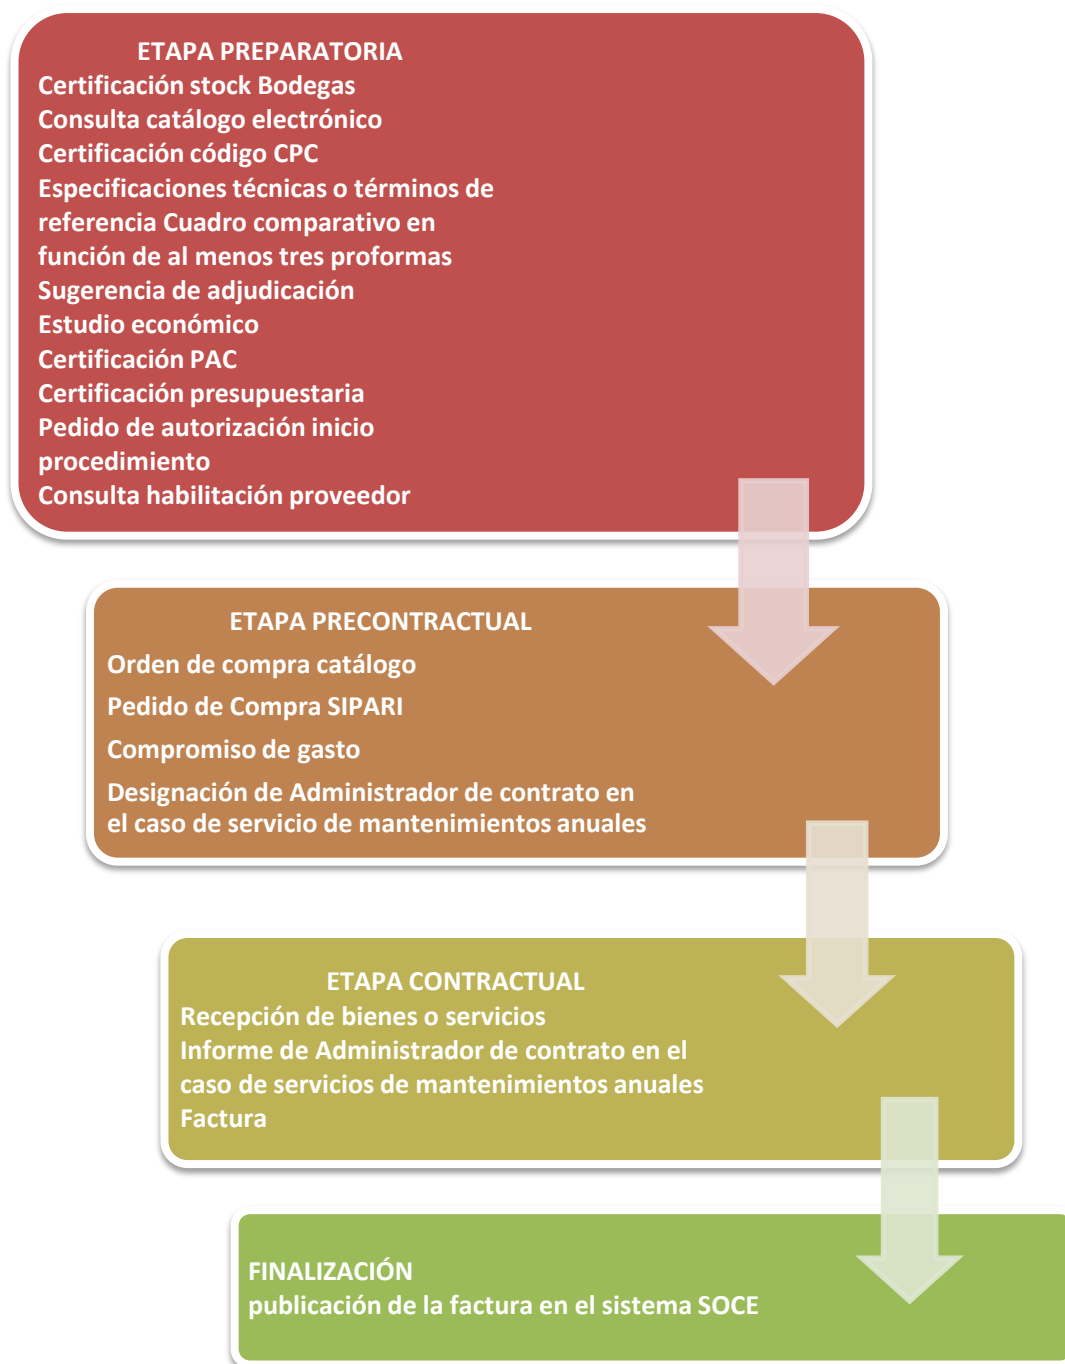 ETAPA PREPARATORIA
Certificación stock Bodegas
Consulta catálogo electrónico
Certificación código CPC
Especificaciones técnicas o términos de
referencia Cuadro comparativo en
función de al menos tres proformas
Sugerencia de adjudicación
Estudio económico
Certificación PAC
Certificación presupuestaria
Pedido de autorización inicio
procedimiento
Consulta habilitación proveedor
ETAPA PRECONTRACTUAL
Orden de compra catálogo
Pedido de Compra SIPARI
Compromiso de gasto
Designación de Administrador de contrato en
el caso de servicio de mantenimientos anuales
ETAPA CONTRACTUAL
Recepción de bienes o servicios
Informe de Administrador de contrato en el
caso de servicios de mantenimientos anuales
Factura
FINALIZACIÓN
publicación de la factura en el sistema SOCE